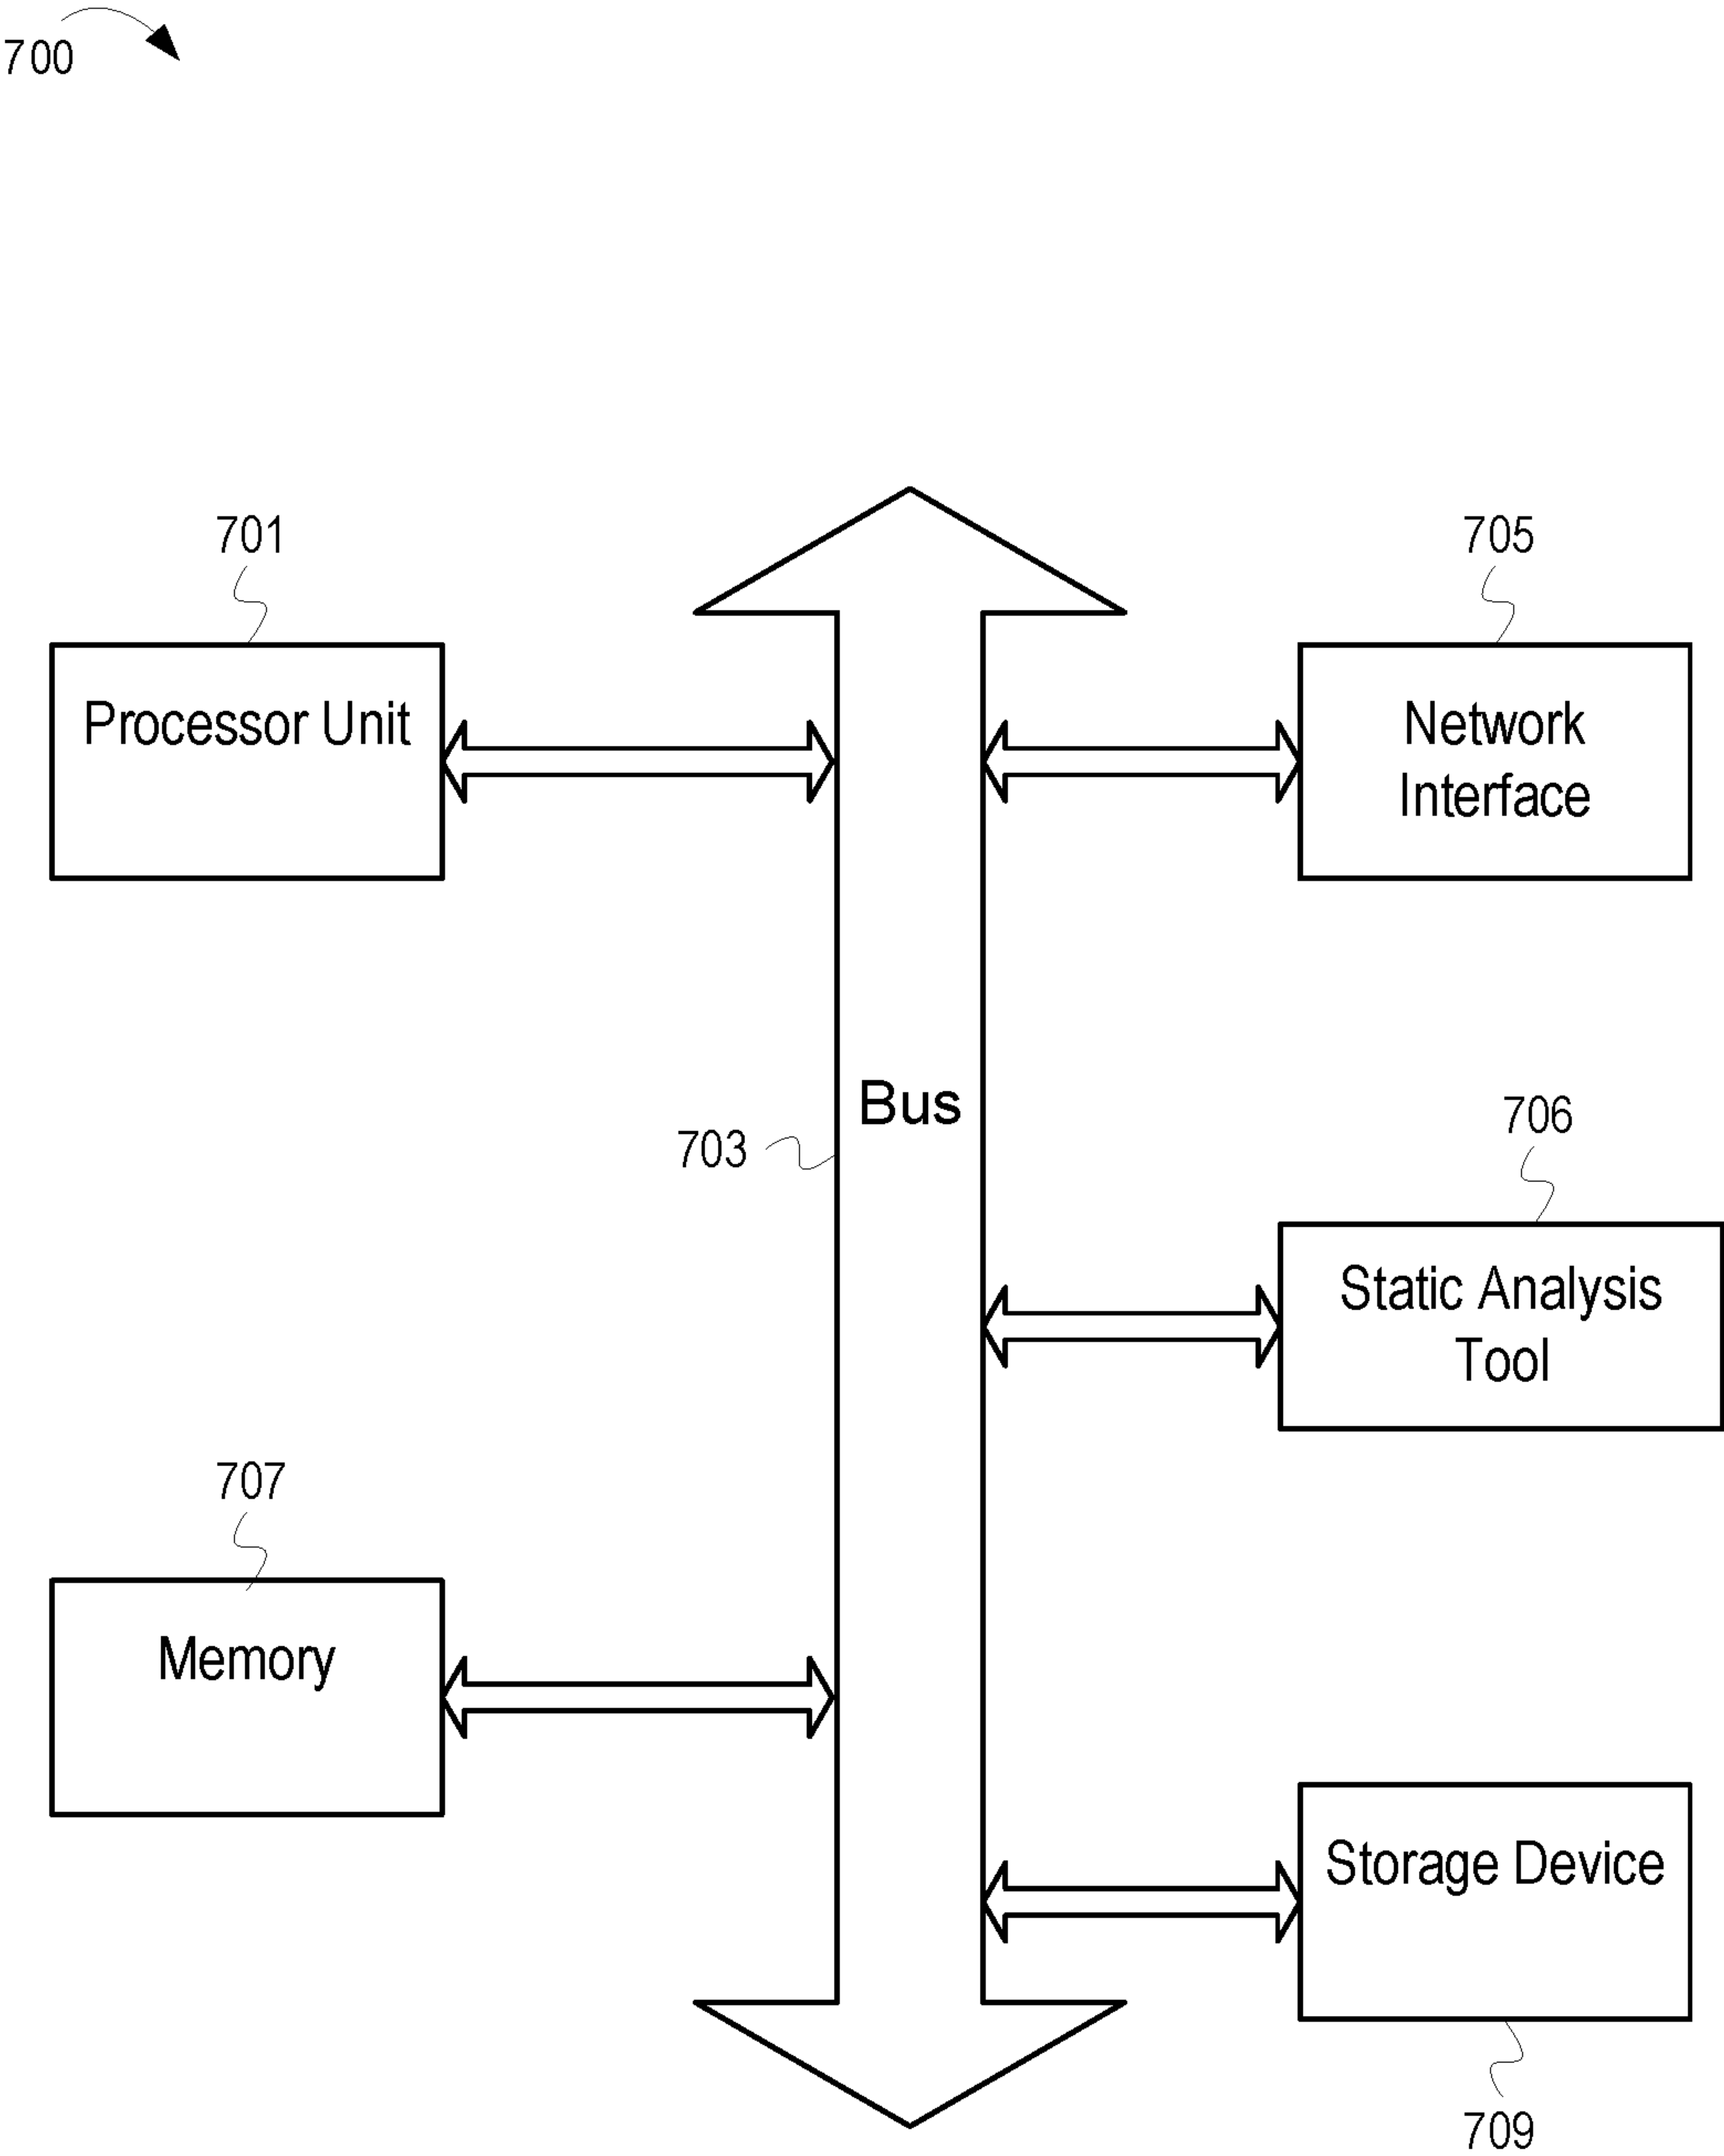 700
701
Processor Unit
705
Network
Interface
Bus
703
706
Static Analysis
Tool
707
Memory
Storage Device
709